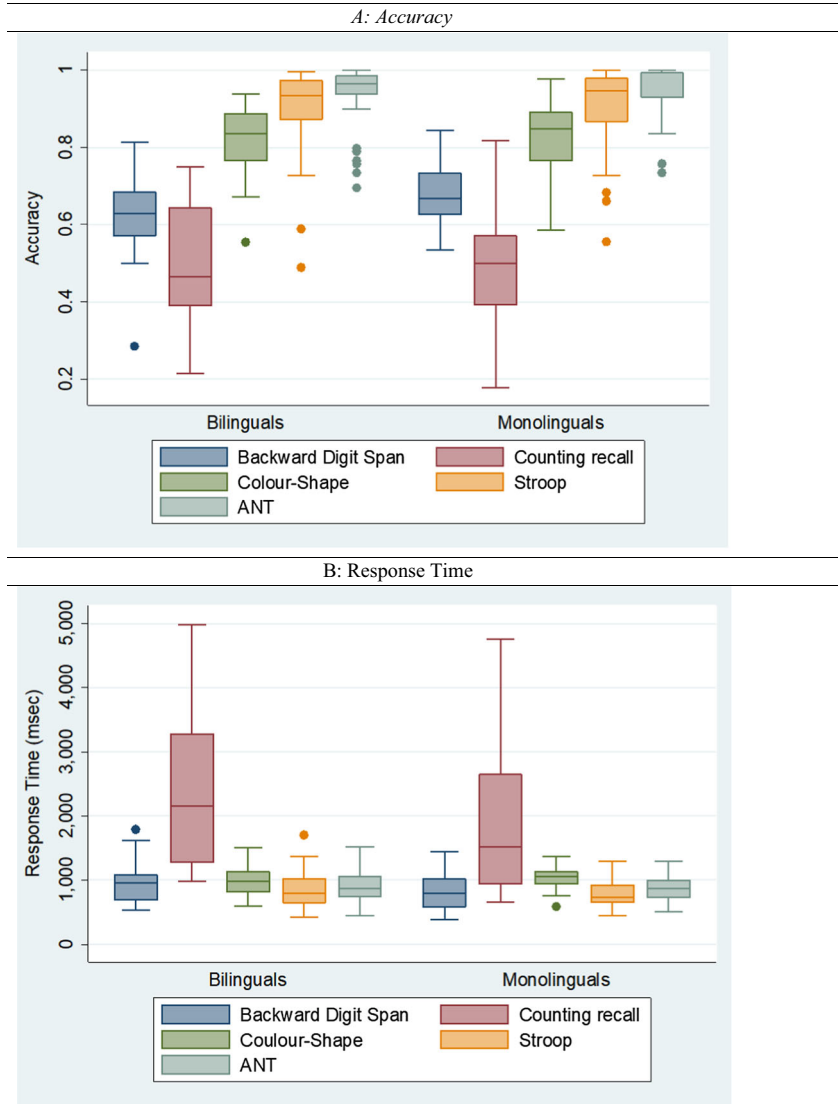 A: Accuracy
1
0.8
0.6
0.4
0.2
Accuracy
Bilinguals Monolinguals
Backward Digit Span Counting recall
Colour-Shape Stroop
ANT
B: Response Time
5,000
4,000
3,000
2,000
1,000
0
Response Time (msec)
Bilinguals Monolinguals
Backward Digit Span Counting recall
Coulour-Shape Stroop
ANT